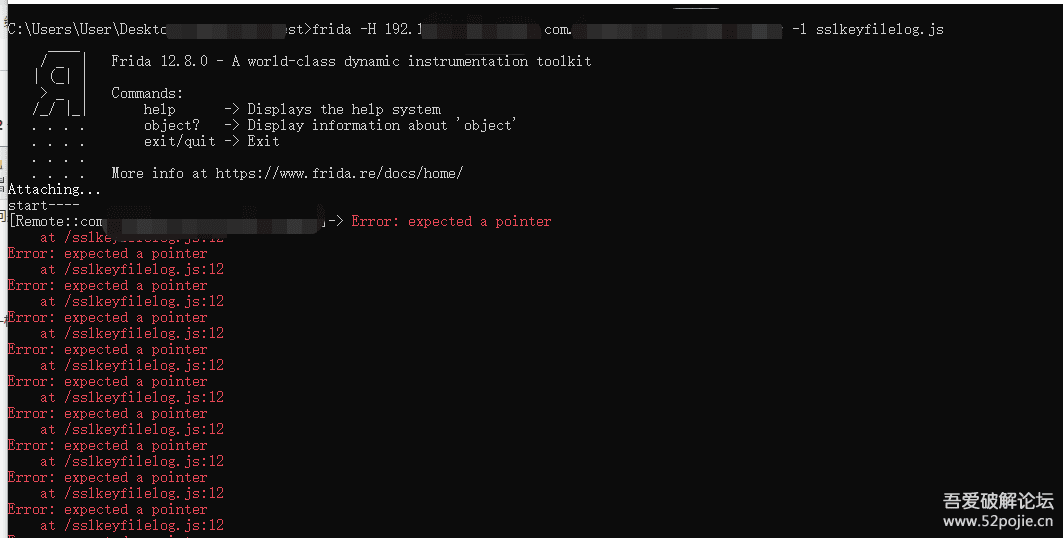 C:\Users\User\Deskto st>frida -H 192.1 com. -l sslkeyfilelog.js
Frida 12.8.0 - A world-class dynamic instrumentation toolkit
Commands:
help -> Displays the help system
object? -> Display information about 'object'
exit/quit -> Exit
More info at https://www.frida.re/docs/home/
Attaching...
start----
[Remote::com ]-> Error: expected a pointer
at /sslkeyfilelog.js:12
Error: expected a pointer
at /sslkeyfilelog.js:12
Error: expected a pointer
at /sslkeyfilelog.js:12
Error: expected a pointer
at /sslkeyfilelog.js:12
Error: expected a pointer
at /sslkeyfilelog.js:12
Error: expected a pointer
at /sslkeyfilelog.js:12
Error: expected a pointer
at /sslkeyfilelog.js:12
Error: expected a pointer
at /sslkeyfilelog.js:12
Error: expected a pointer
at /sslkeyfilelog.js:12
Error: expected a pointer
at /sslkeyfilelog.js:12
吾爱破解论坛
www.52pojie.cn